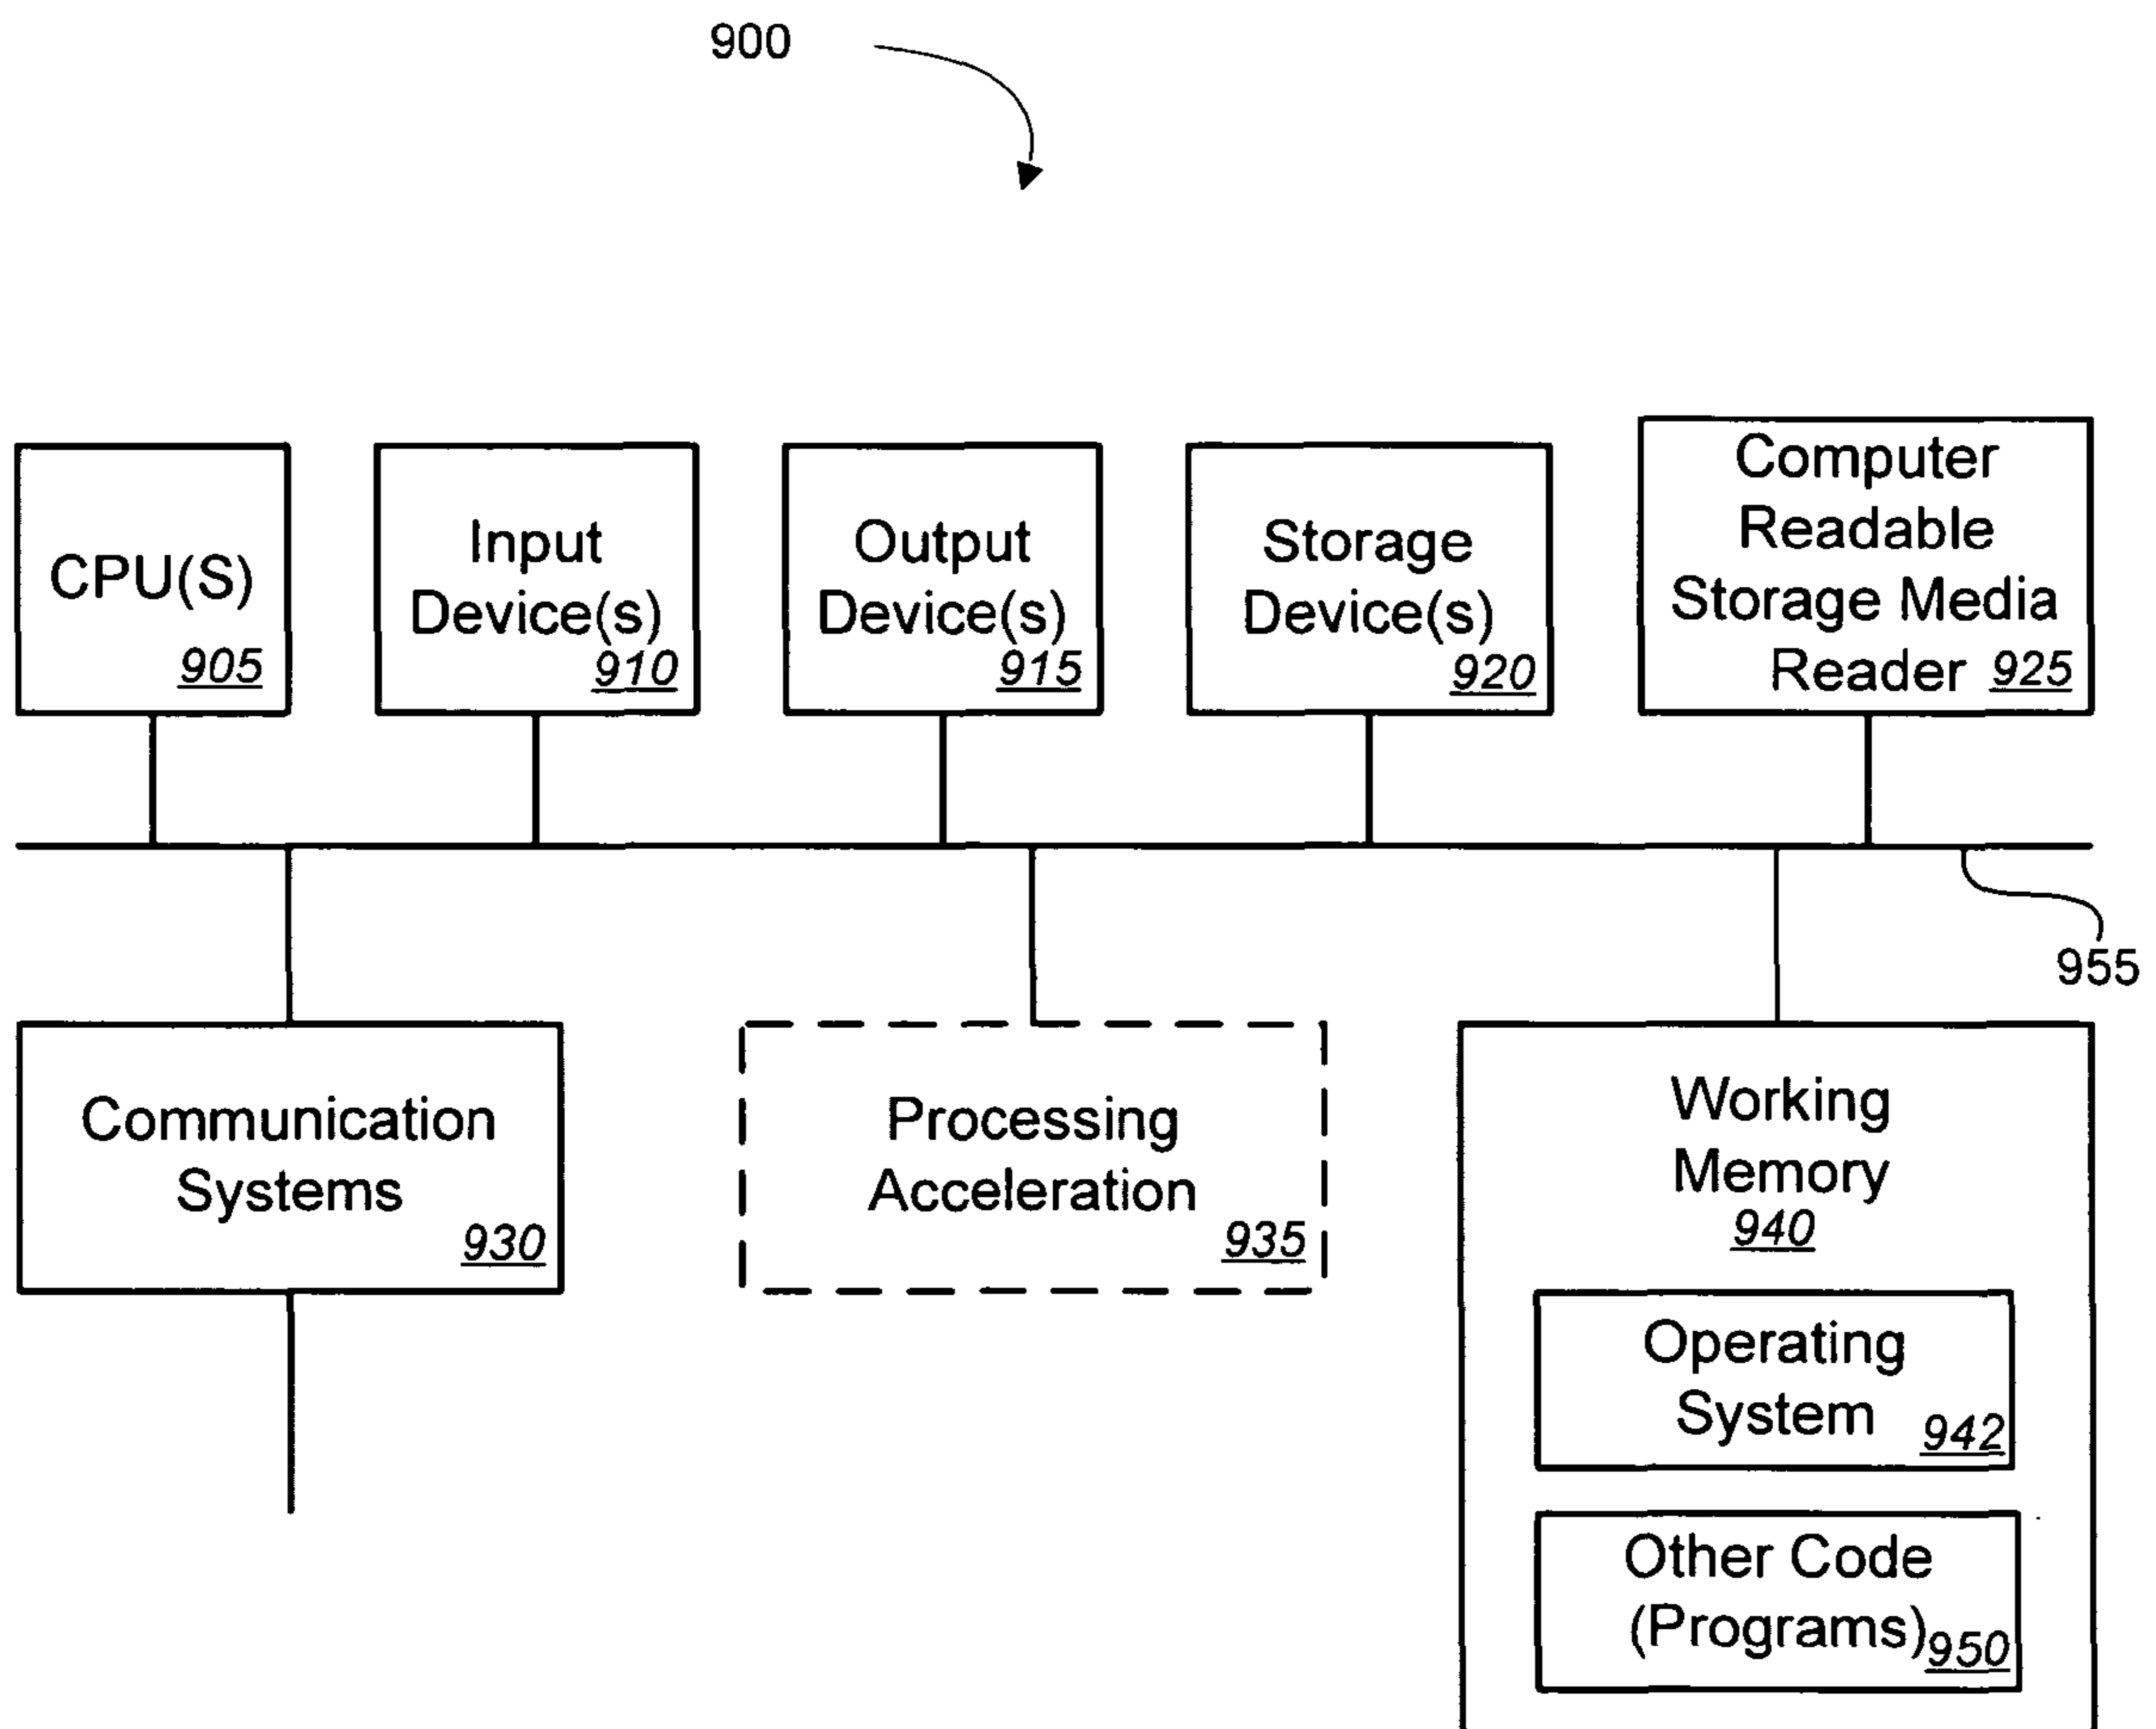 900
CPU(S)
905
Input
Device(s)
910
Output
Device(s)
915
Storage
Device(s)
920
Computer
Readable
Storage Media
Reader 925
955
Communication
Systems
930
Processing
Acceleration
935
Working
Memory
940
Operating
System
942
Other Code
(Programs)
950